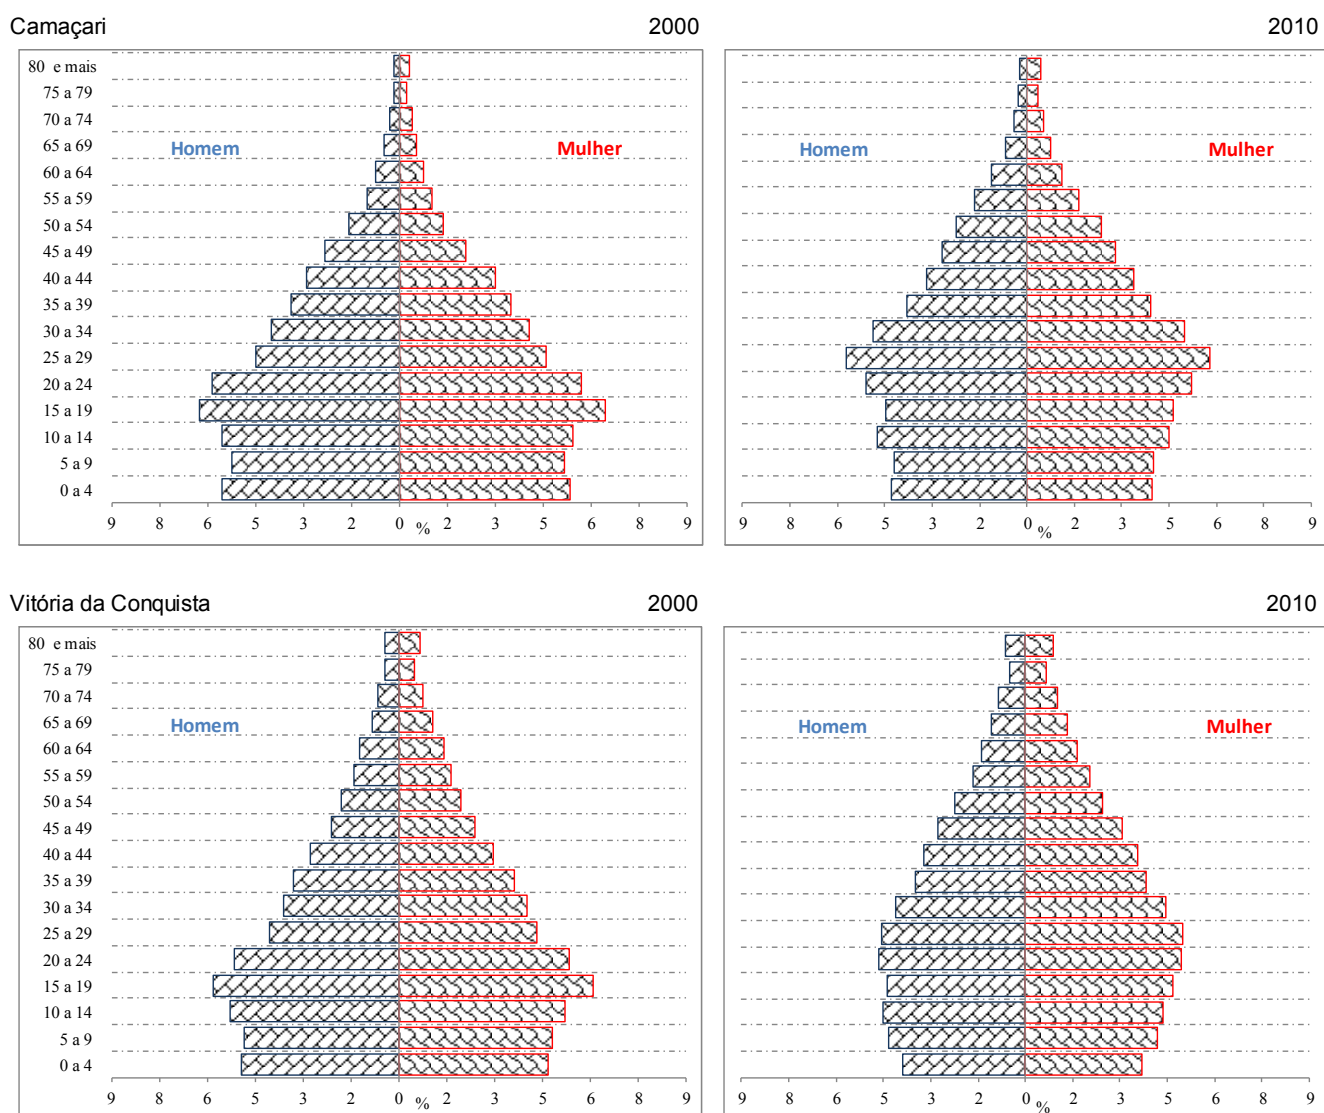 Camaçari 2000 2010
80 e mais
75 a 79
70 a 74
65 a 69
Homem Mulher Homem Mulher
60 a 64
55 a 59
50 a 54
45 a 49
40 a 44
35 a 39
30 a 34
25 a 29
20 a 24
15 a 19
10 a 14
5 a 9
0 a 4
9 8 6 5 3 2 0 2 3 5 6 8 9 9 8 6 5 3 2 0 2 3 5 6 8 9
% %
Vitória da Conquista 2000 2010
80 e mais
75 a 79
70 a 74
65 a 69
Homem Homem Mulher
60 a 64
55 a 59
50 a 54
45 a 49
40 a 44
35 a 39
30 a 34
25 a 29
20 a 24
15 a 19
10 a 14
5 a 9
0 a 4
9 8 6 5 3 2 0 2 3 5 6 8 9 9 8 6 5 3 2 0 2 3 5 6 8 9
% %